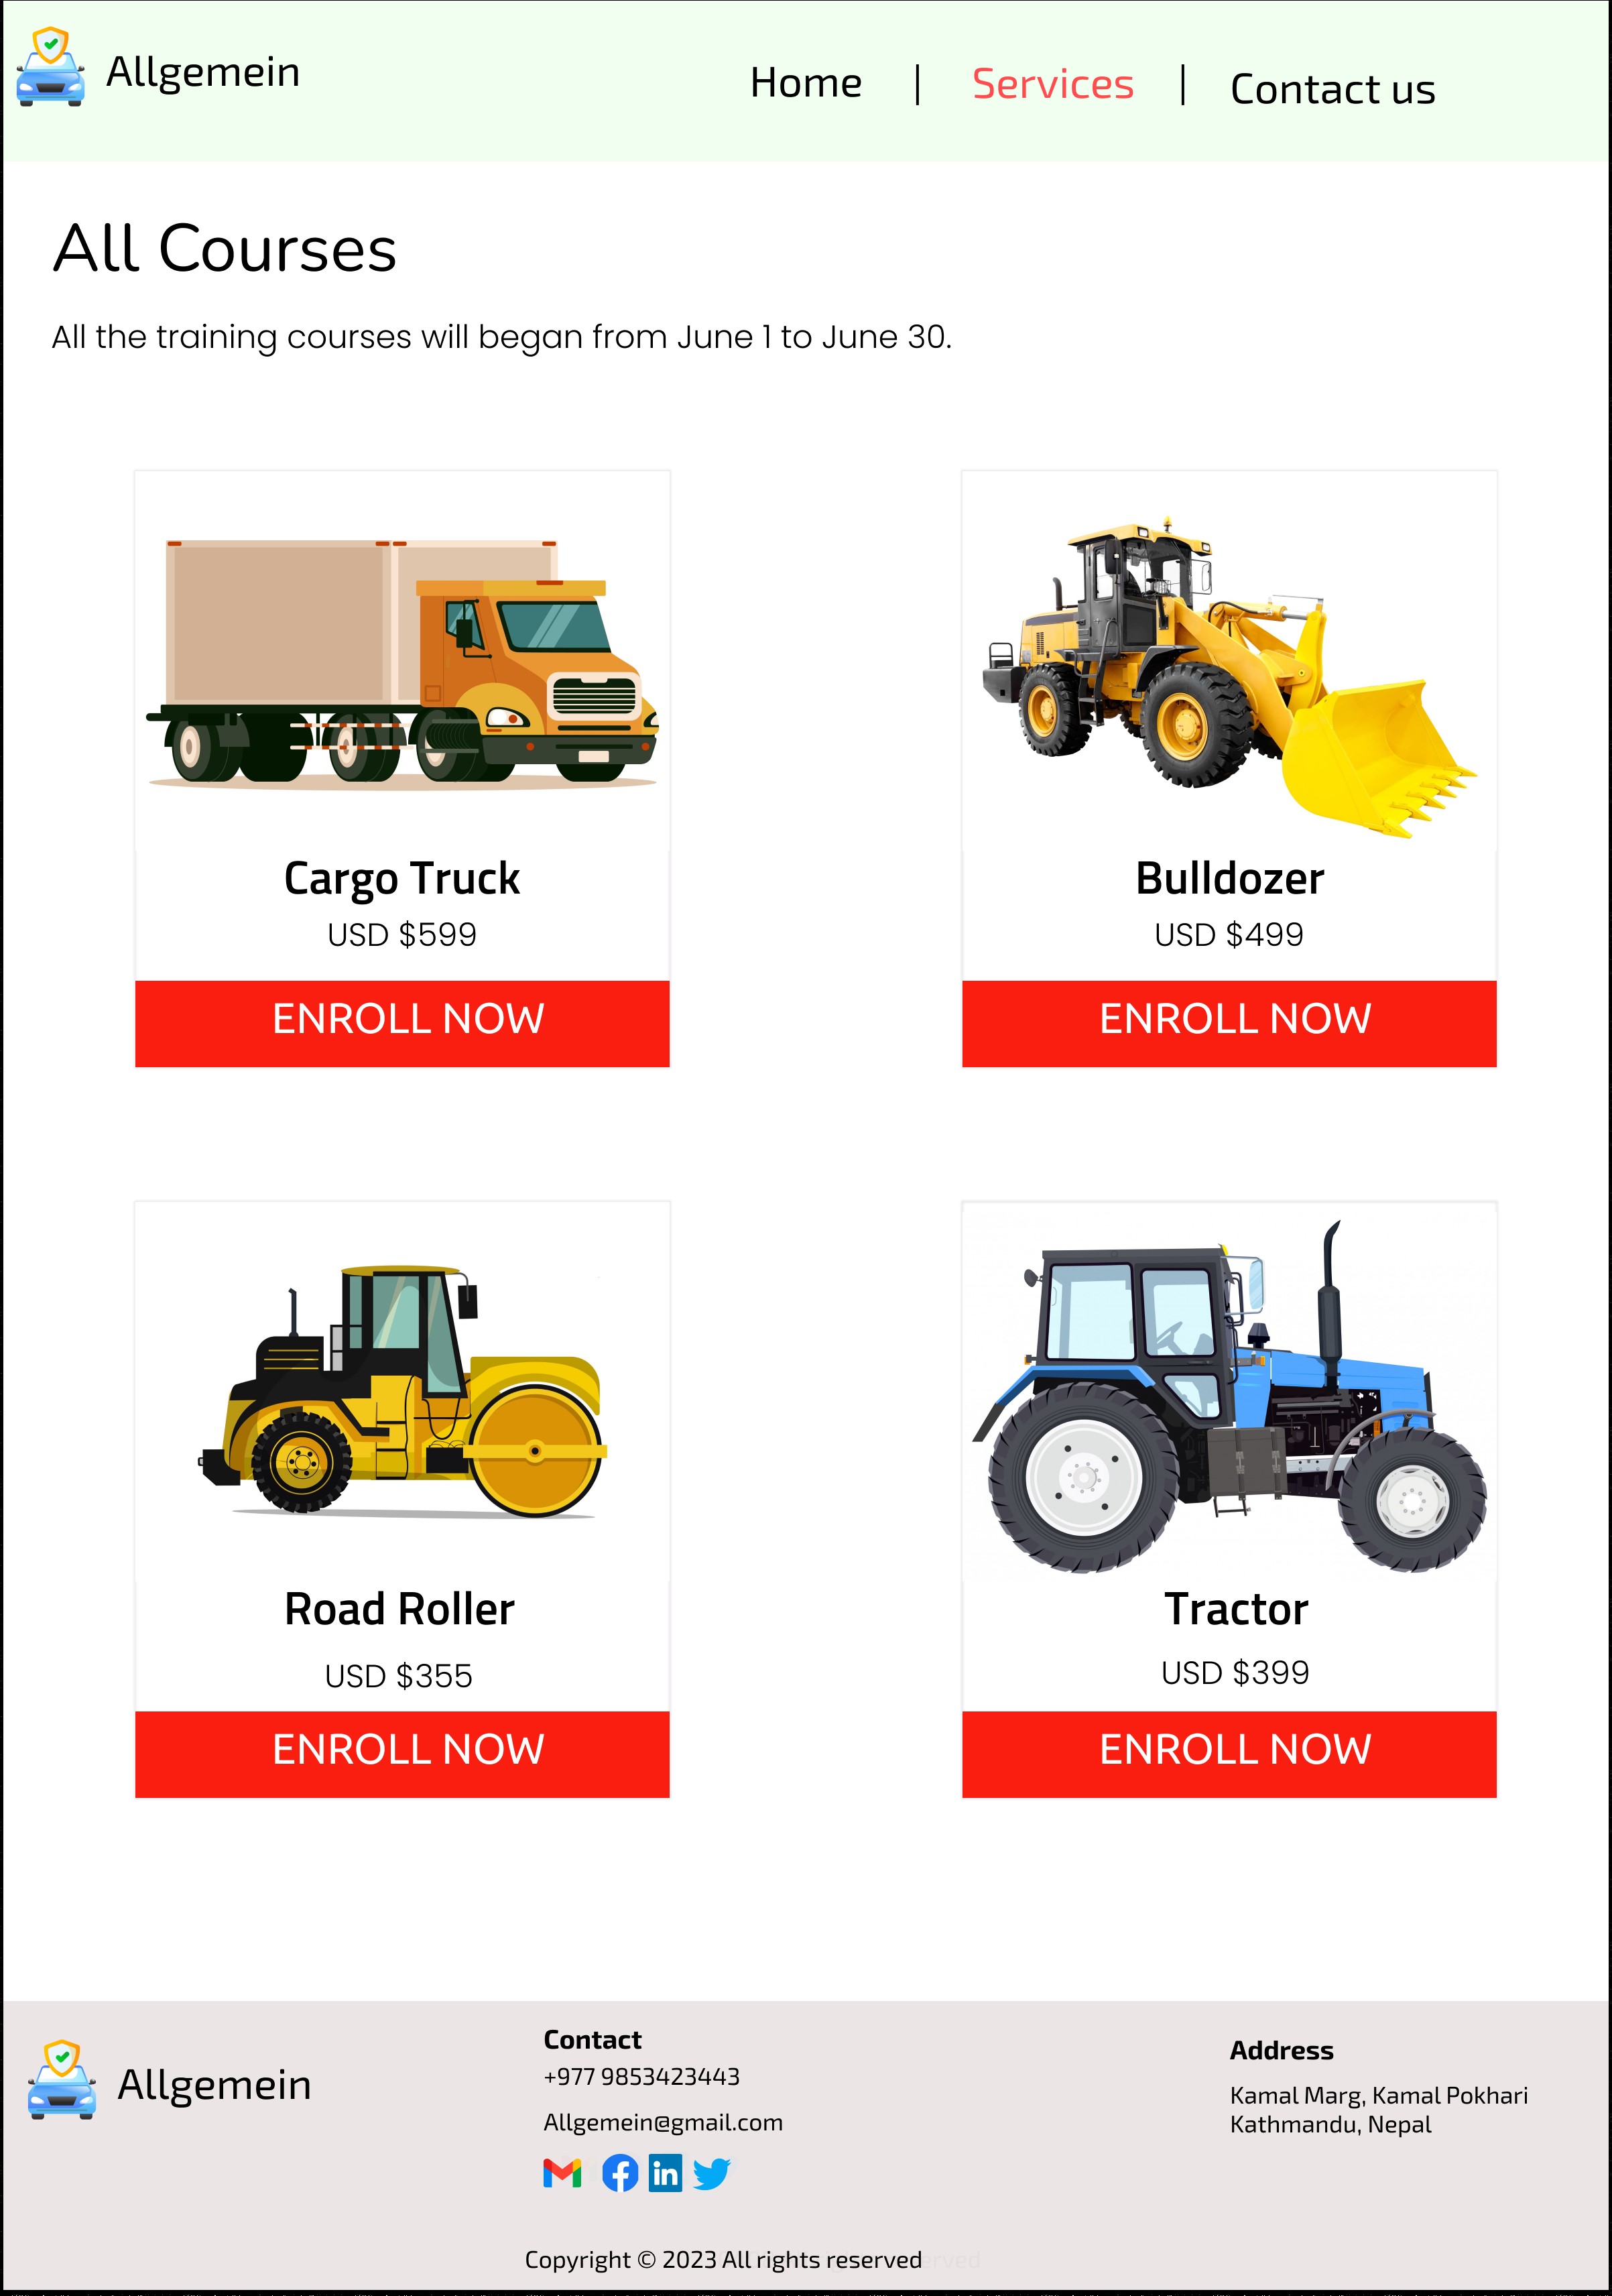 Allgemein
Home | Services | Contact us
All Courses
All the training courses will began from June 1 to June 30.
Cargo Truck
USD $599
ENROLL NOW
Bulldozer
USD $499
ENROLL NOW
Road Roller
USD $355
ENROLL NOW
Tractor
USD $399
ENROLL NOW
Allgemein
Contact
+977 9853423443
Allgemein@gmail.com
in
Address
Kamal Marg, Kamal Pokhari
Kathmandu, Nepal
Copyright © 2023 All rights reserved